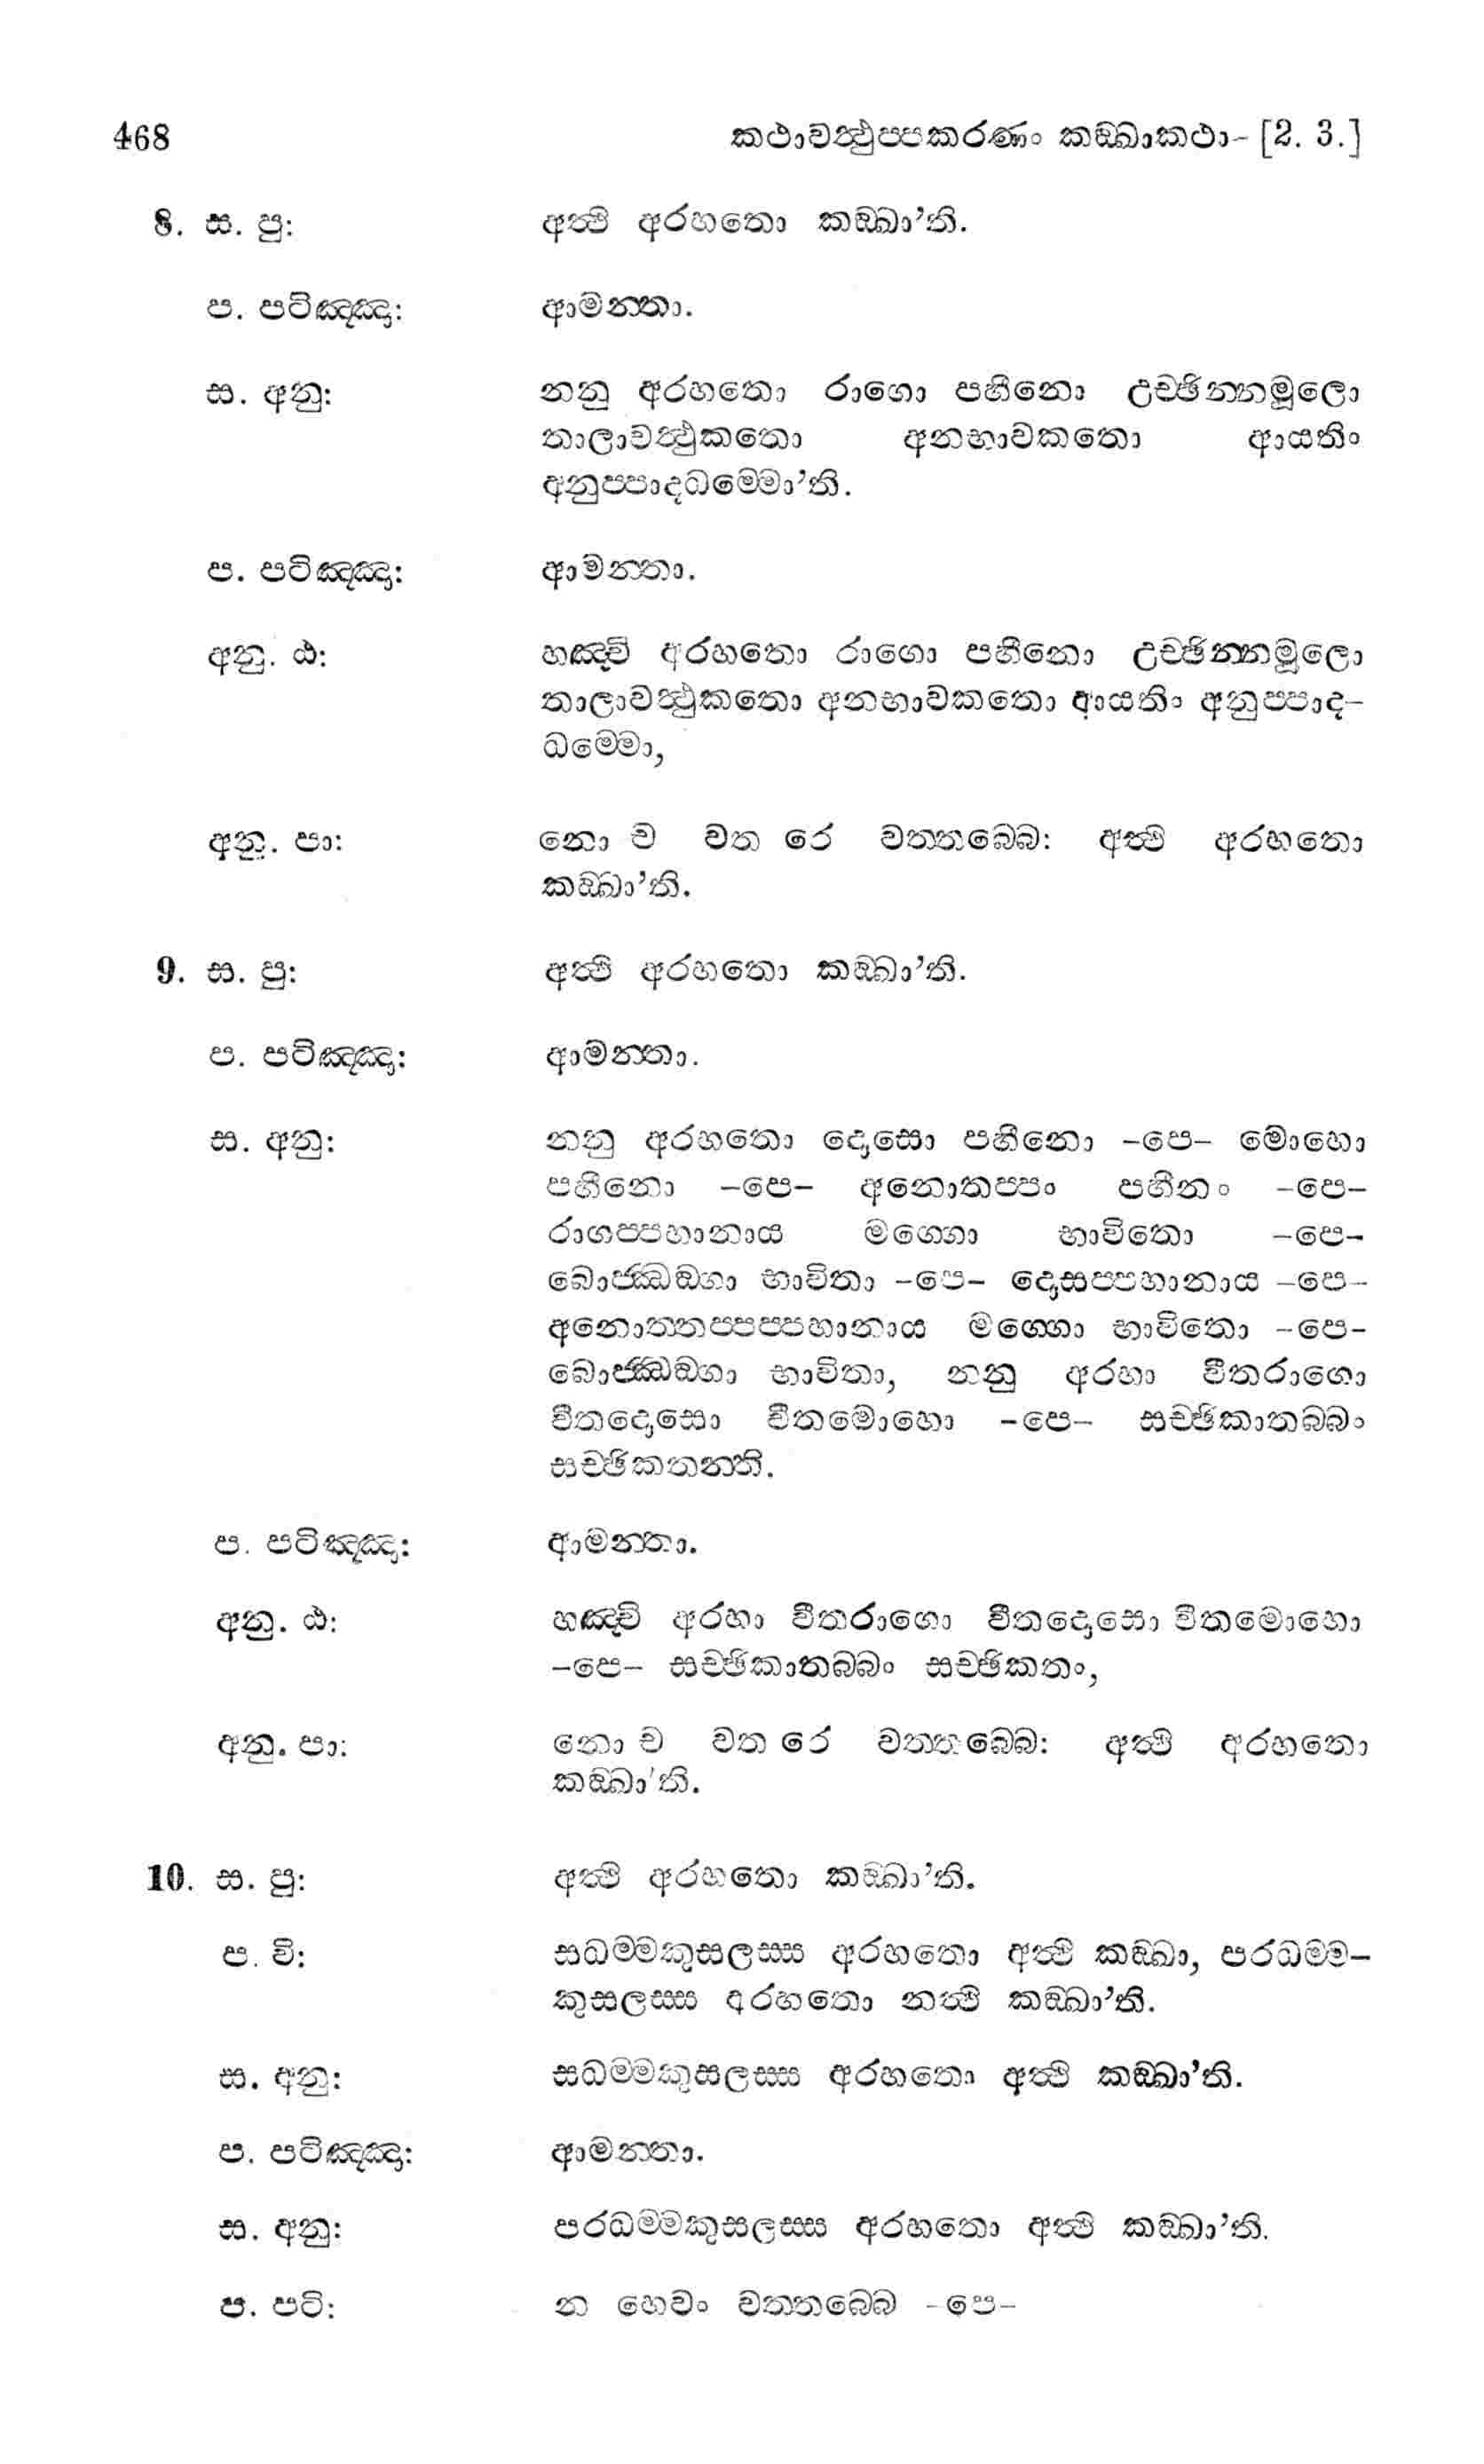 468 කථාවත්‍ථුප‍්පකරණං කඞ්ඛාකථා- [2. 3.]
8. ස. පු: අත්‍ථි අරහතො කඞ්ඛා’ති.
ප. පටිඤ්ඤා: ආමන්‍තා.
ස. අනු: නනු අරහතො රාගො පහීනො උච්ඡින්නමූලො
තාලාවත්‍ථුකතො අනභාවකතො ආයතිං
අනුප්පාදධම්මො’ති.
ප. පටිඤ්ඤා: ආමන්‍තා.
අනු. ඨ: හඤ්චි අරහතො රාගො පහීනො උච්ඡින්නමූලො
තාලාවත්‍ථුකතො අනභාවකතො ආයතිං අනුප්පාද-
ධම්මො,
අනු. පා: නො ච වත රෙ වත්තබ්බෙ: අත්‍ථි අරහතො
කඞ්ඛා’ති.
9. ස. පු: අත්‍ථි අරහතො කඞ්ඛා’ති.
ප. පටිඤ්ඤා: ආමන්‍තා.
ස. අනු: නනු අරහතො දොසො පහීනො -පෙ- මොහො
පහීනො -පෙ- අනොතප්පං පහීනං -පෙ-
රාගප්පහානාය මග්ගො භාවිතො -පෙ-
බොජ්ඣඞ්ගා භාවිතා -පෙ- දොසප්පහානාය -පෙ-
අනොත්තප්පප්පහානාය මග්ගො භාවිතො -පෙ-
බොජ්ඣඞ්ගා භාවිතා, නනු අරහා වීතරාගො
වීතදොසො වීතමොහො -පෙ- සච්ඡිකාතබ්බං
සච්ඡිකතන්ති.
ප. පටිඤ්ඤා: ආමන්‍තා.
අනු. ඨ: හඤ්චි අරහා වීතරාගො වීතදොසො වීතමොහො
-පෙ- සච්ඡිකාතබ්බං සච්ඡිකතං,
අනු. පා: නො ච වත රෙ වත්තබ්බෙ: අත්‍ථි අරහතො
කඞ්ඛා’ති.
10. ස. පු: අත්‍ථි අරහතො කඞ්ඛා’ති.
ප. වි: සධම්මකුසලස්ස අරහතො අත්‍ථි කඞ්ඛා, පරධම්ම-
කුසලස්ස අරහතො නත්‍ථි කඞ්ඛා’ති.
ස. අනු: සධම්මකුසලස්ස අරහතො අත්‍ථි කඞ්ඛා’ති.
ප. පටිඤ්ඤා: ආමන්‍තා.
ස. අනු: පරධම්මකුසලස්ස අරහතො අත්‍ථි කඞ්ඛා’ති.
ප. පටි: න හෙවං වත්තබ්බෙ -පෙ-